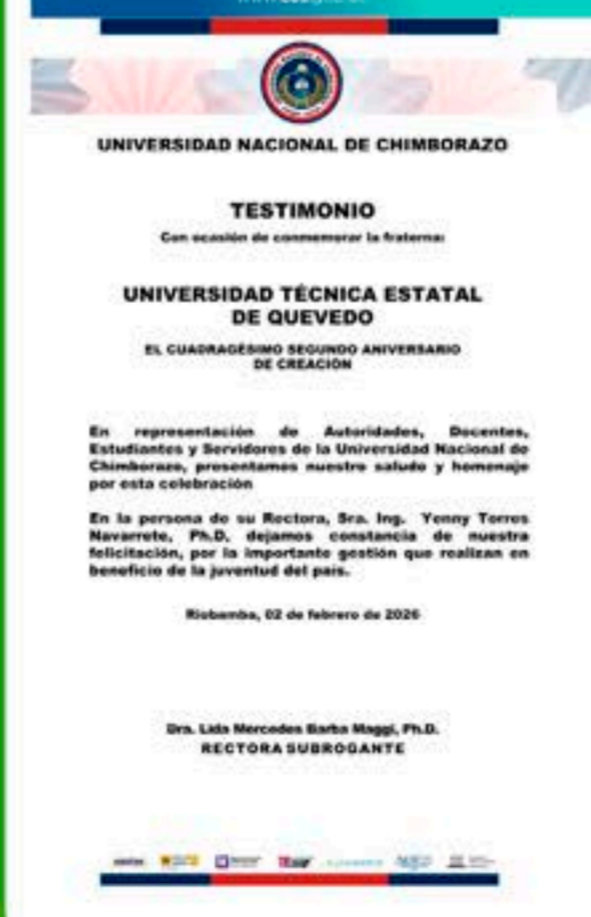 UNIVERSIDAD NACIONAL DE CHIMBORAZO
TESTIMONIO
Con ocasión de conmemorar la fraterna:
UNIVERSIDAD TÉCNICA ESTATAL
DE QUEVEDO
EL CUADRAGÉSIMO SEGUNDO ANIVERSARIO
DE CREACIÓN
En representación de Autoridades, Docentes,
Estudiantes y Servidores de la Universidad Nacional de
Chimborazo, presentamos nuestro saludo y homenaje
por esta celebración
En la persona de su Rectora, Sra. Ing. Yenny Torres
Navarrete, Ph.D. dejamos constancia de nuestra
felicitación, por la importante gestión que realizan en
beneficio de la juventud del país.
Riobamba, 02 de febrero de 2026
Dra. Lida Mercedes Barba Maggi, Ph.D.
RECTORA SUBROGANTE